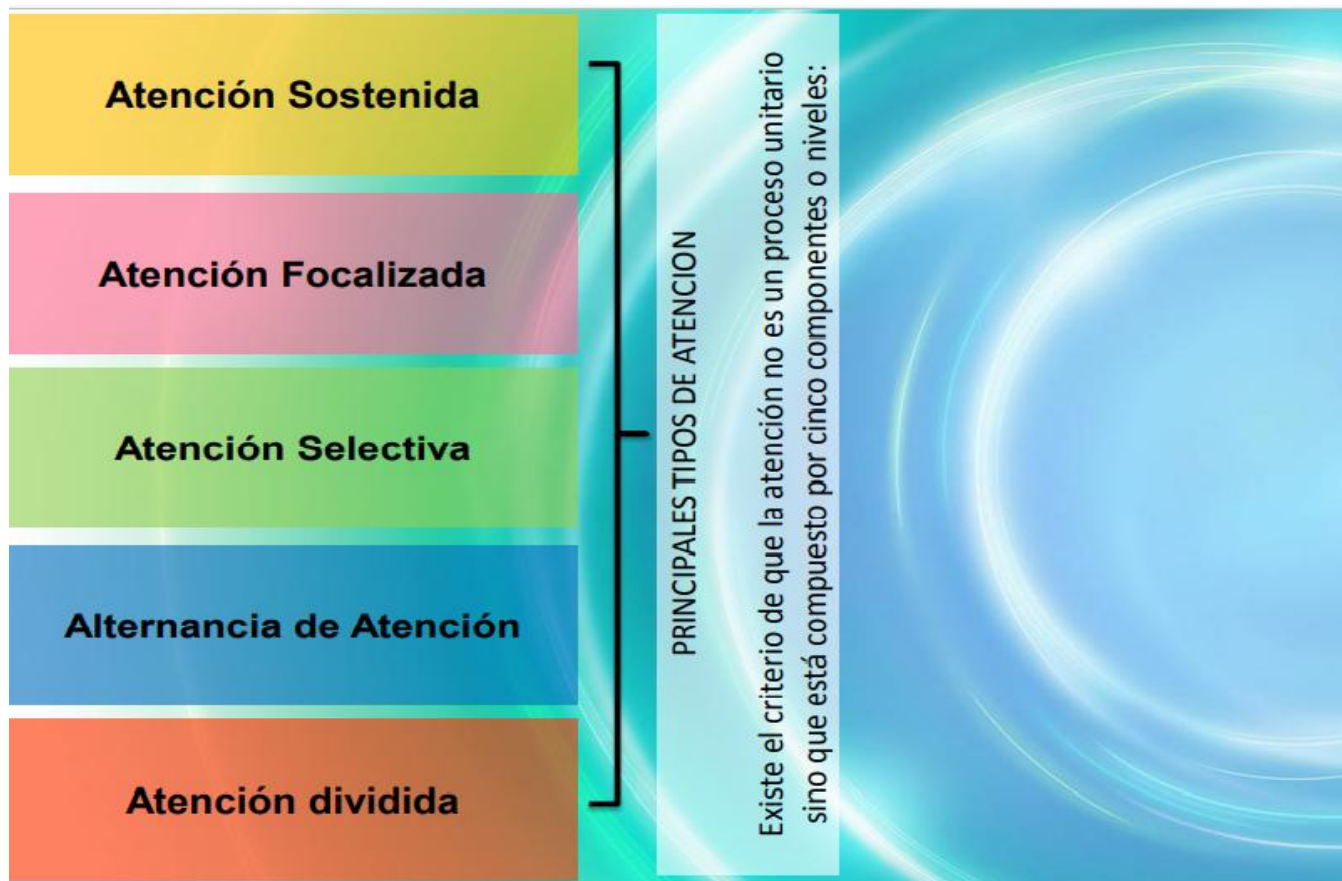 Atención Sostenida
Atención Focalizada
Atención Selectiva
Alternancia de Atención
Atención dividida
PRINCIPALES TIPOS DE ATENCION
Existe el criterio de que la atención no es un proceso unitario
sino que está compuesto por cinco componentes o niveles: